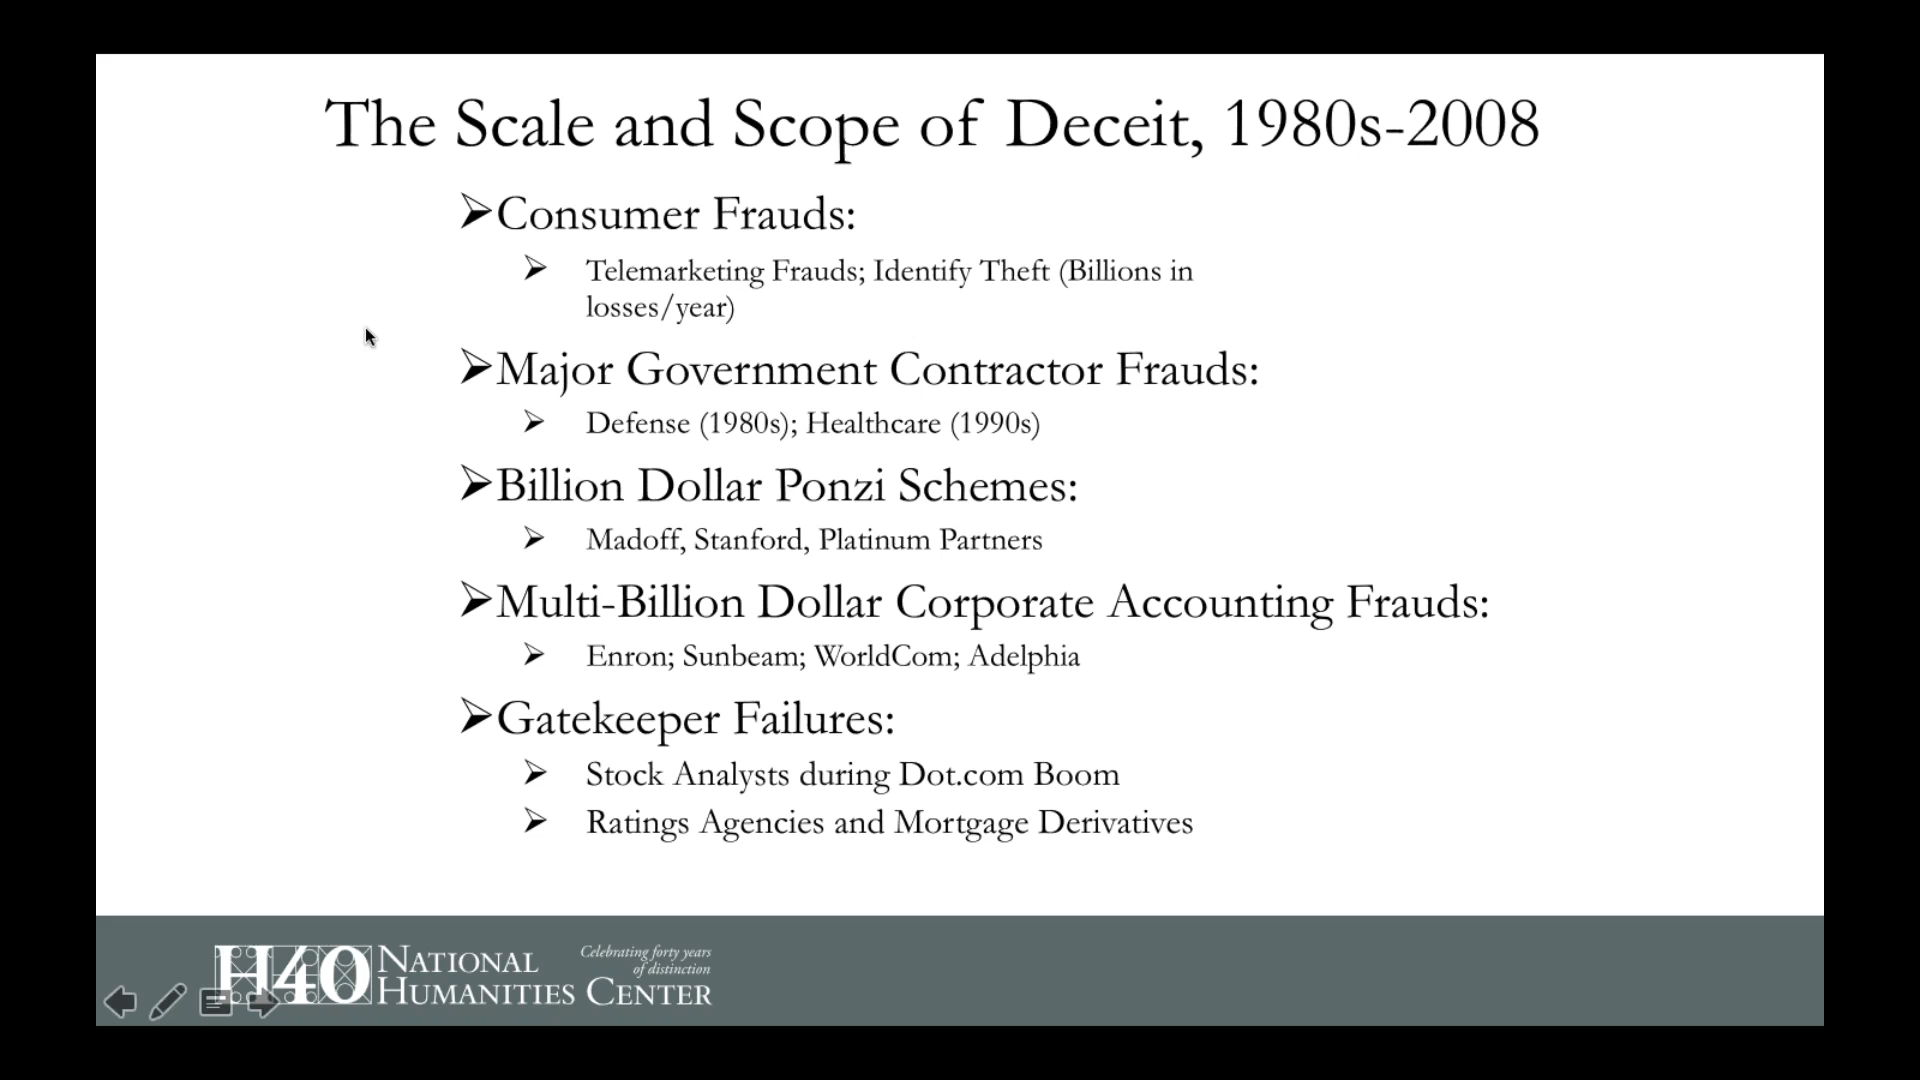 The Scale and Scope of Deceit, 1980s-2008
➢Consumer Frauds:
➢ Telemarketing Frauds; Identify Theft (Billions in
losses/year)
➢Major Government Contractor Frauds:
➢ Defense (1980s); Healthcare (1990s)
➢Billion Dollar Ponzi Schemes:
➢ Madoff, Stanford, Platinum Partners
➢Multi-Billion Dollar Corporate Accounting Frauds:
➢ Enron; Sunbeam; WorldCom; Adelphia
➢Gatekeeper Failures:
➢ Stock Analysts during Dot.com Boom
➢ Ratings Agencies and Mortgage Derivatives
H40
NATIONAL
HUMANITIES CENTER
Celebrating forty years
of distinction